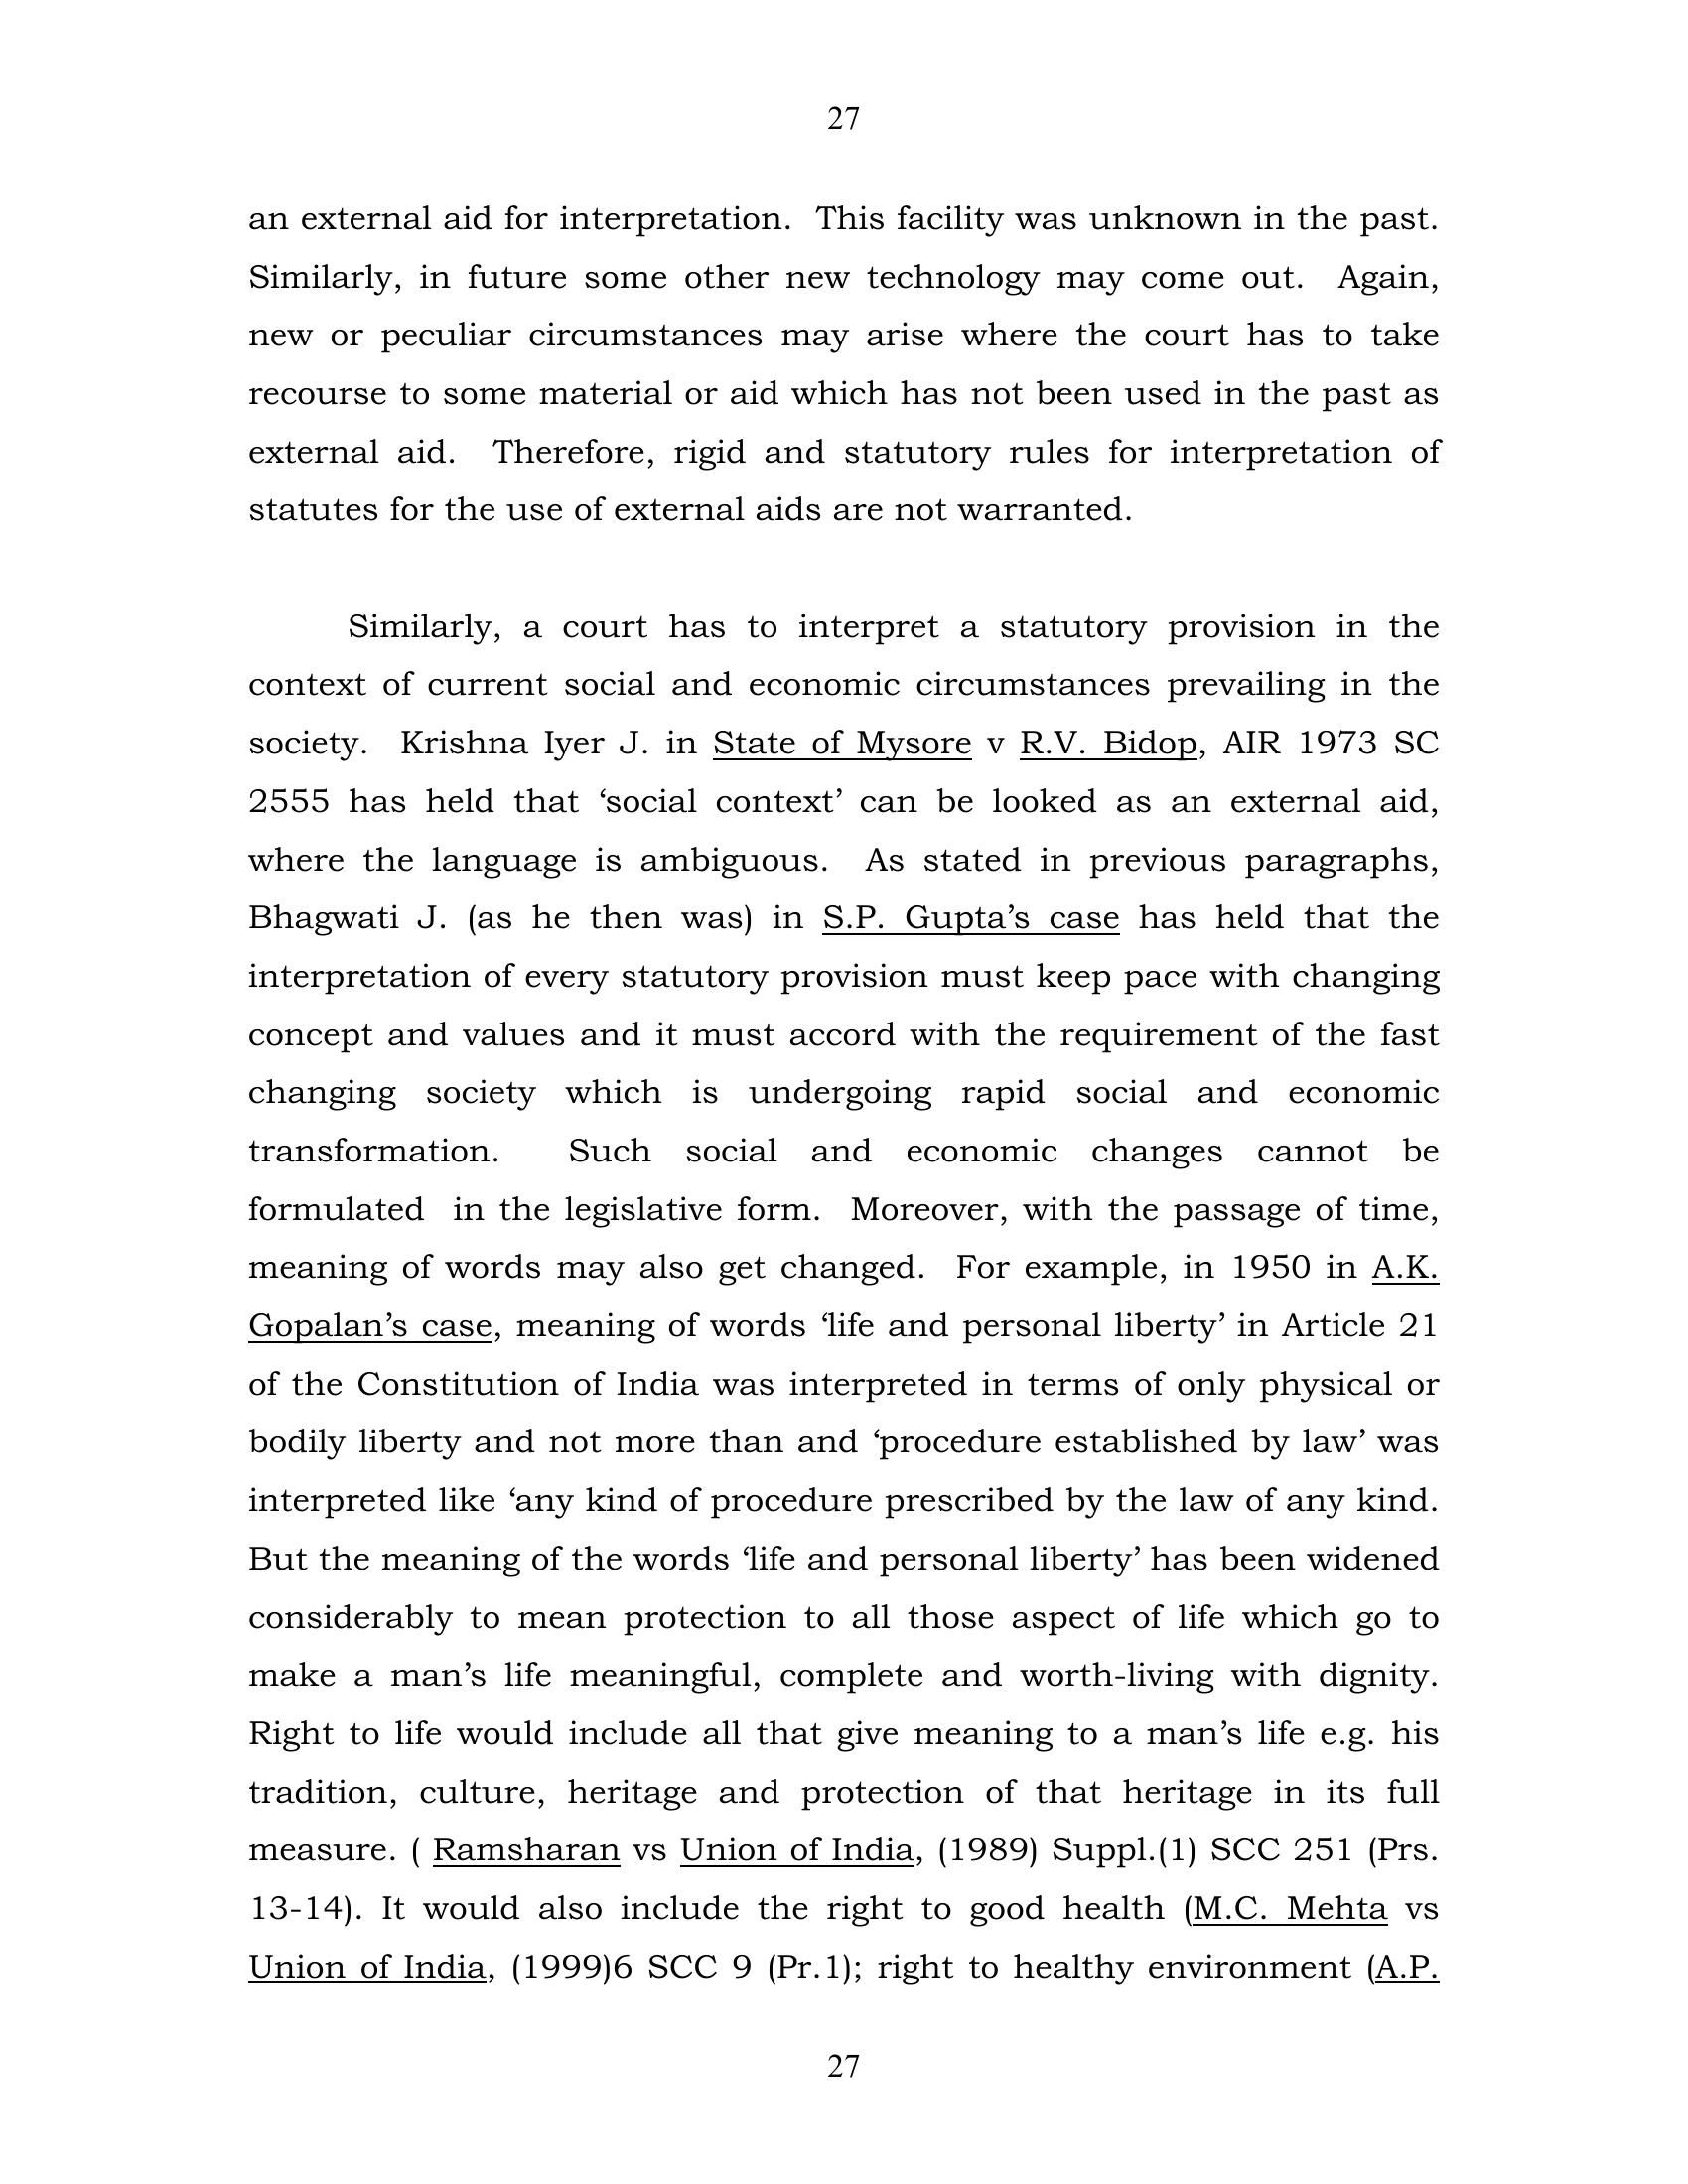 27
an external aid for interpretation. This facility was unknown in the past.
Similarly, in future some other new technology may come out. Again,
new or peculiar circumstances may arise where the court has to take
recourse to some material or aid which has not been used in the past as
external aid. Therefore, rigid and statutory rules for interpretation of
statutes for the use of external aids are not warranted.
Similarly, a court has to interpret a statutory provision in the
context of current social and economic circumstances prevailing in the
society. Krishna Iyer J. in State of Mysore v R.V. Bidop, AIR 1973 SC
2555 has held that ‘social context’ can be looked as an external aid,
where the language is ambiguous. As stated in previous paragraphs,
Bhagwati J. (as he then was) in S.P. Gupta’s case has held that the
interpretation of every statutory provision must keep pace with changing
concept and values and it must accord with the requirement of the fast
changing society which is undergoing rapid social and economic
transformation. Such social and economic changes cannot be
formulated in the legislative form. Moreover, with the passage of time,
meaning of words may also get changed. For example, in 1950 in A.K.
Gopalan’s case, meaning of words ‘life and personal liberty’ in Article 21
of the Constitution of India was interpreted in terms of only physical or
bodily liberty and not more than and ‘procedure established by law’ was
interpreted like ‘any kind of procedure prescribed by the law of any kind.
But the meaning of the words ‘life and personal liberty’ has been widened
considerably to mean protection to all those aspect of life which go to
make a man’s life meaningful, complete and worth-living with dignity.
Right to life would include all that give meaning to a man’s life e.g. his
tradition, culture, heritage and protection of that heritage in its full
measure. ( Ramsharan vs Union of India, (1989) Suppl.(1) SCC 251 (Prs.
13-14). It would also include the right to good health (M.C. Mehta vs
Union of India, (1999)6 SCC 9 (Pr.1); right to healthy environment (A.P.
27